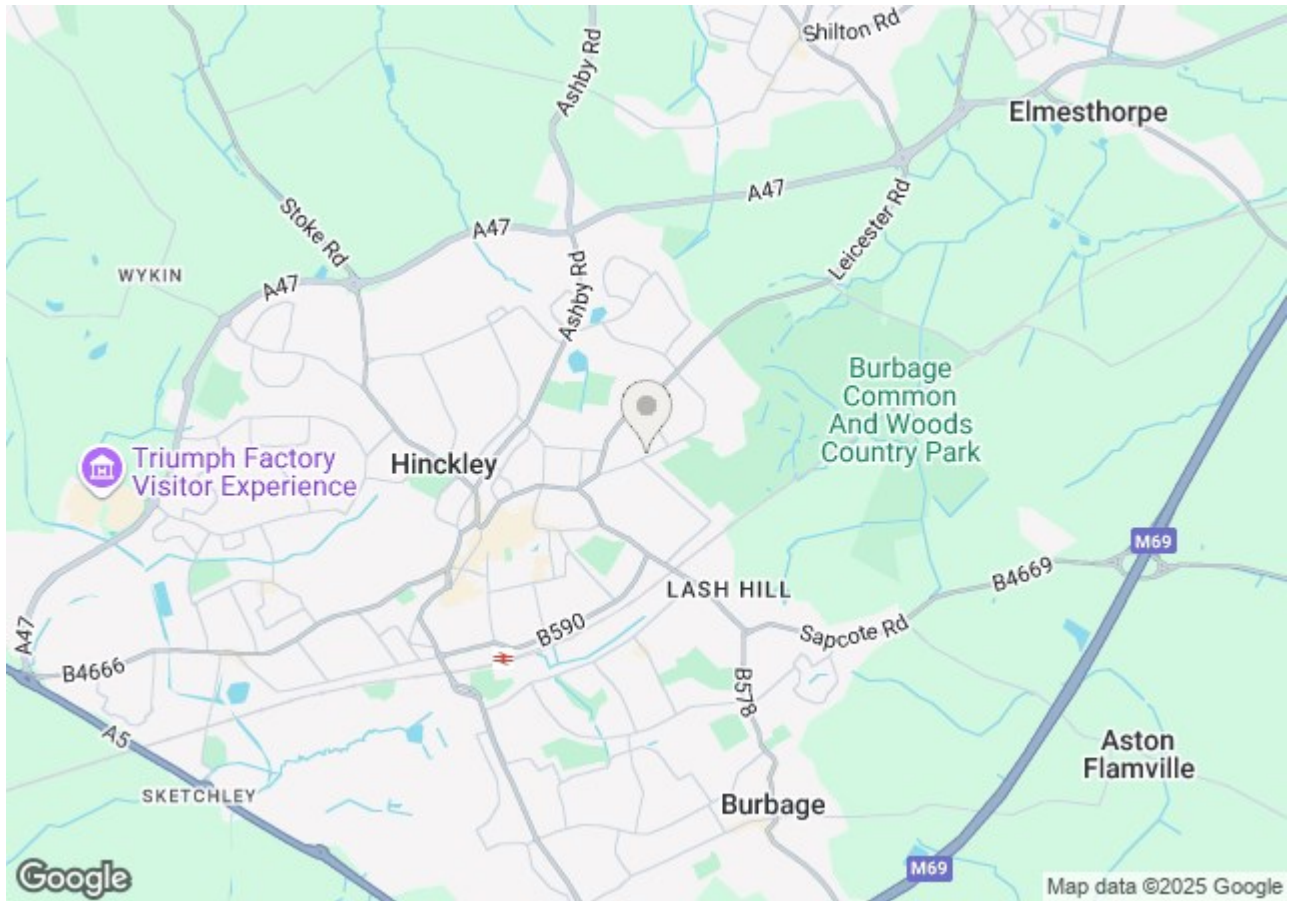 Shilton Rd
Ashby Rd
Elmesthorpe
A47
Leicester Rd
Stoke Rd
A47
WYKIN
A47
Ashby Rd
Burbage
Common
And Woods
Country Park
Triumph Factory
Visitor Experience
Hinckley
M69
B4669
LASH HILL
Sapcote Rd
B590
A47
B4666
B578
A5
Aston
Flamville
SKETCHLEY
Burbage
M69
Google
Map data ©2025 Google